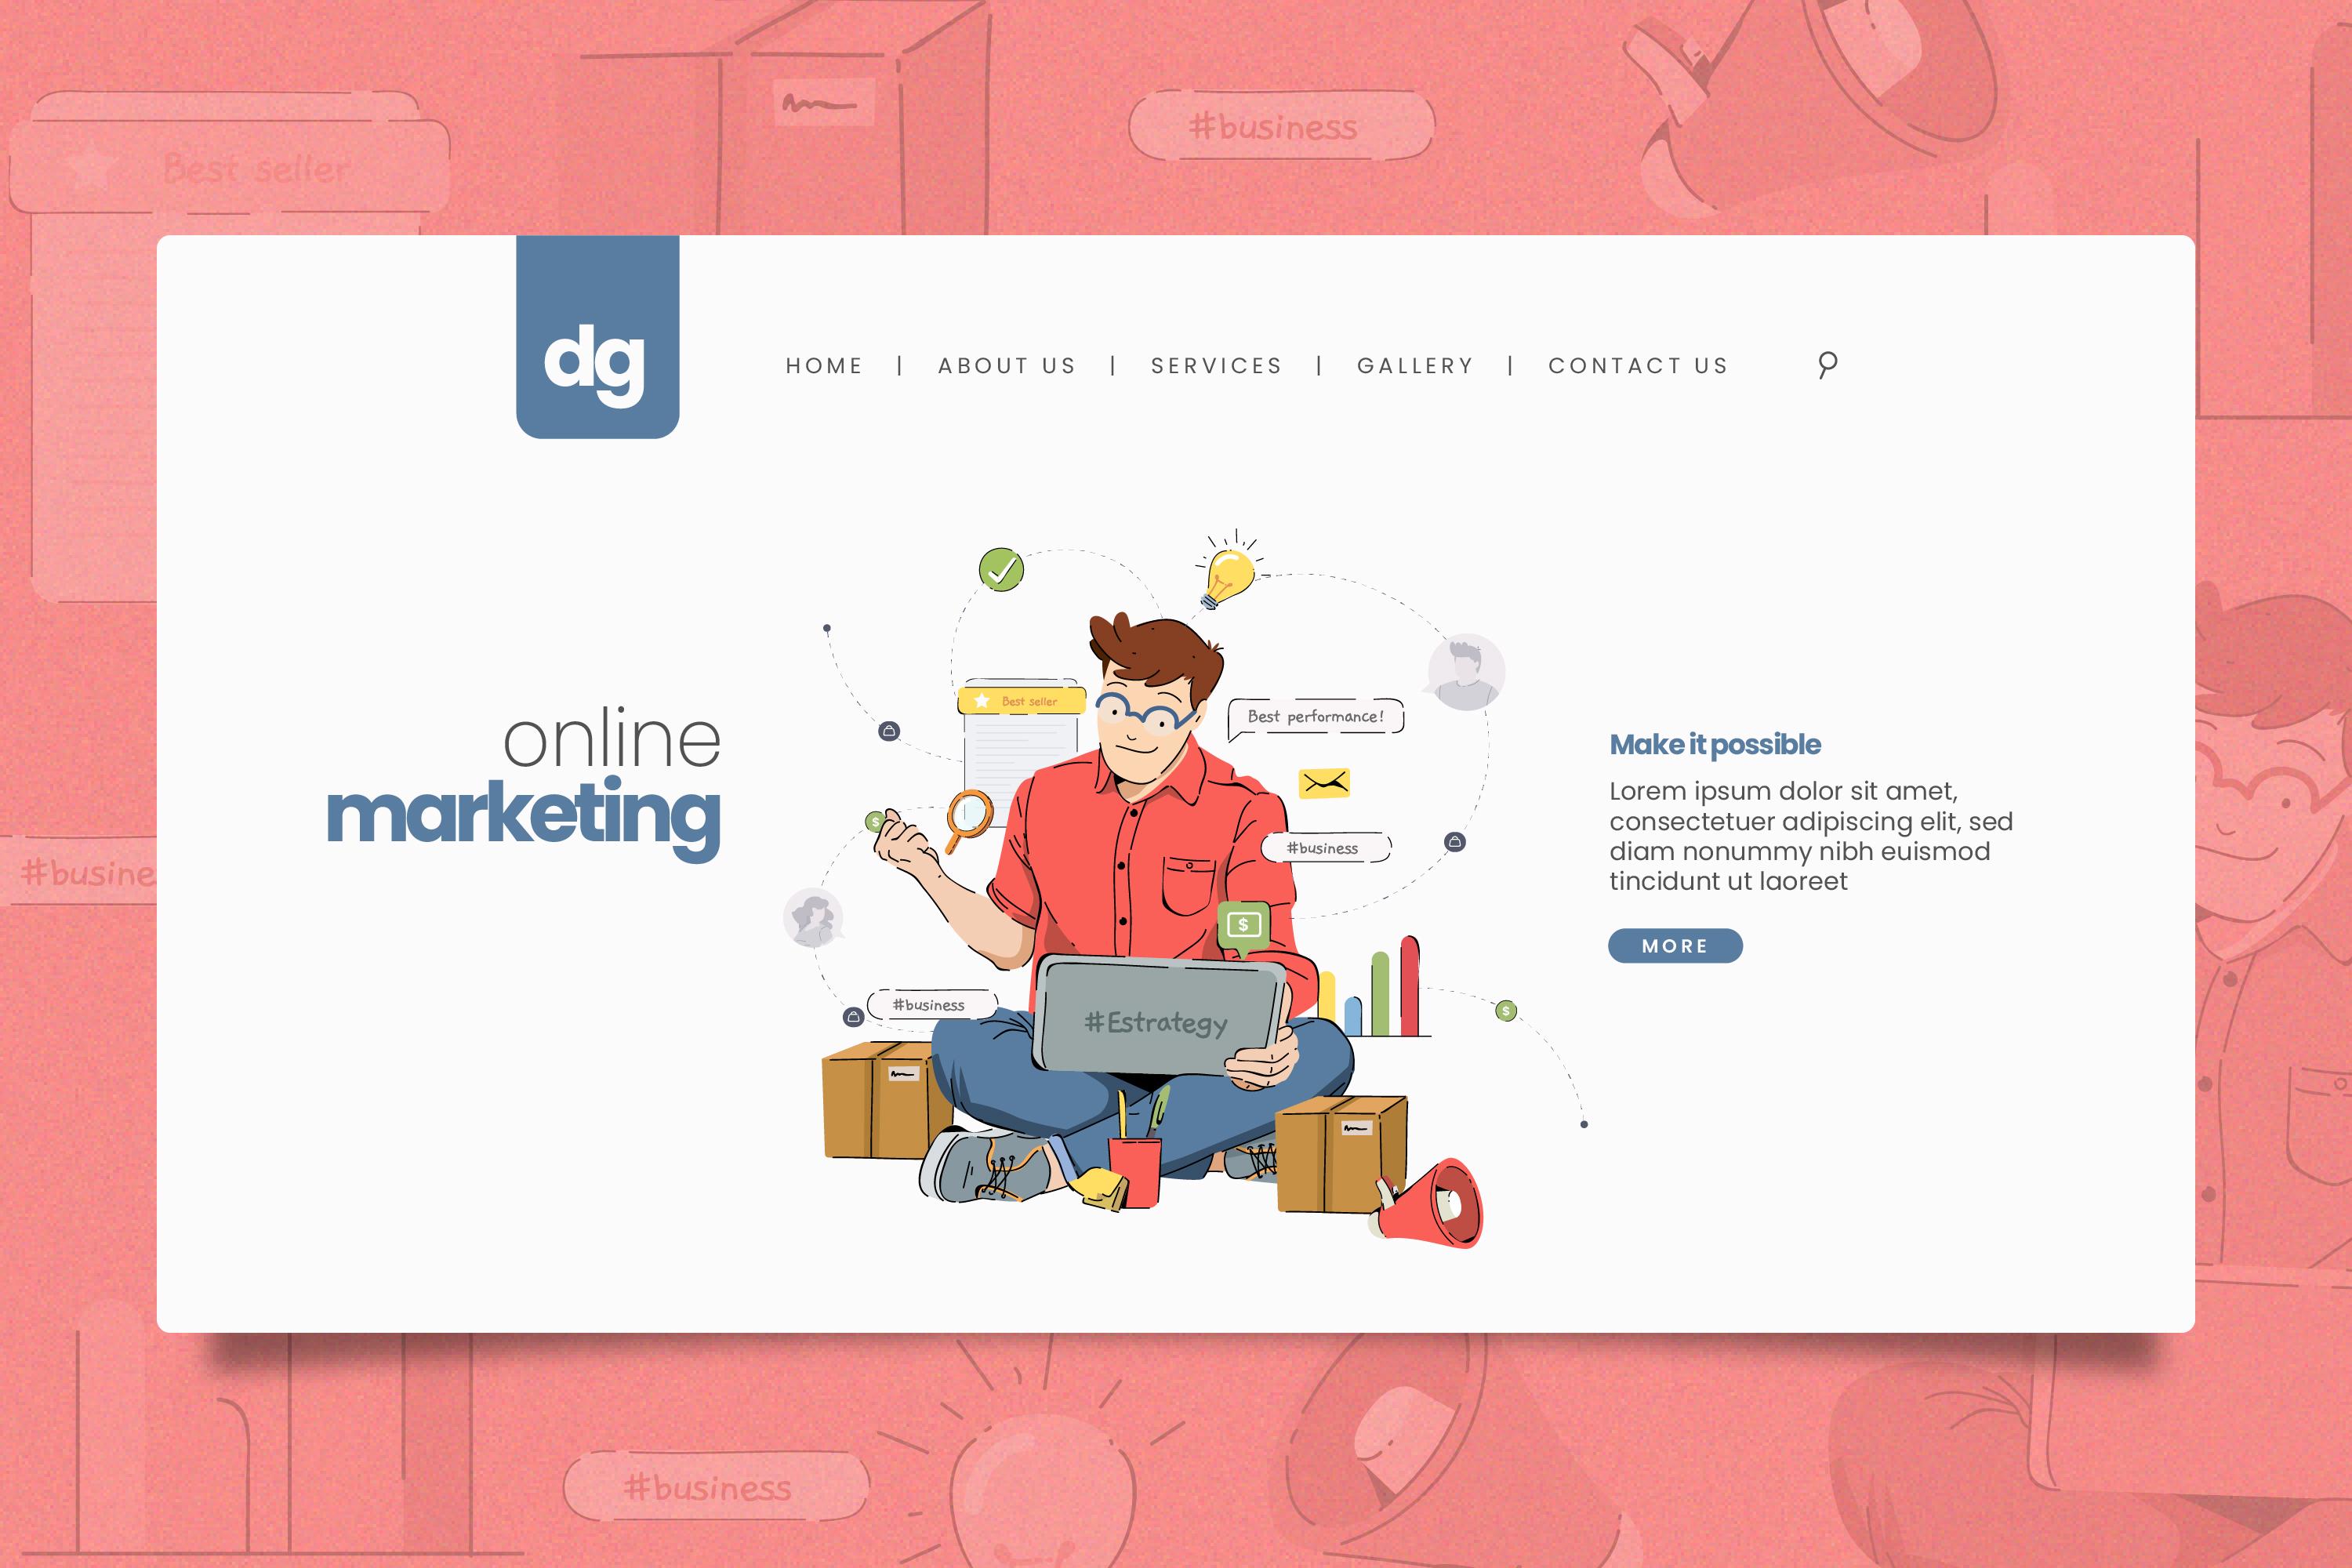 Best seller
#business
dg
HOME | ABOUT US | SERVICES | GALLERY | CONTACT US
online
marketing
Best seller
Best performance!
#business
$
$
#business
#Estrategy
$
Make it possible
Lorem ipsum dolor sit amet,
consectetuer adipiscing elit, sed
diam nonummy nibh euismod
tincidunt ut laoreet
MORE
#busine
#business